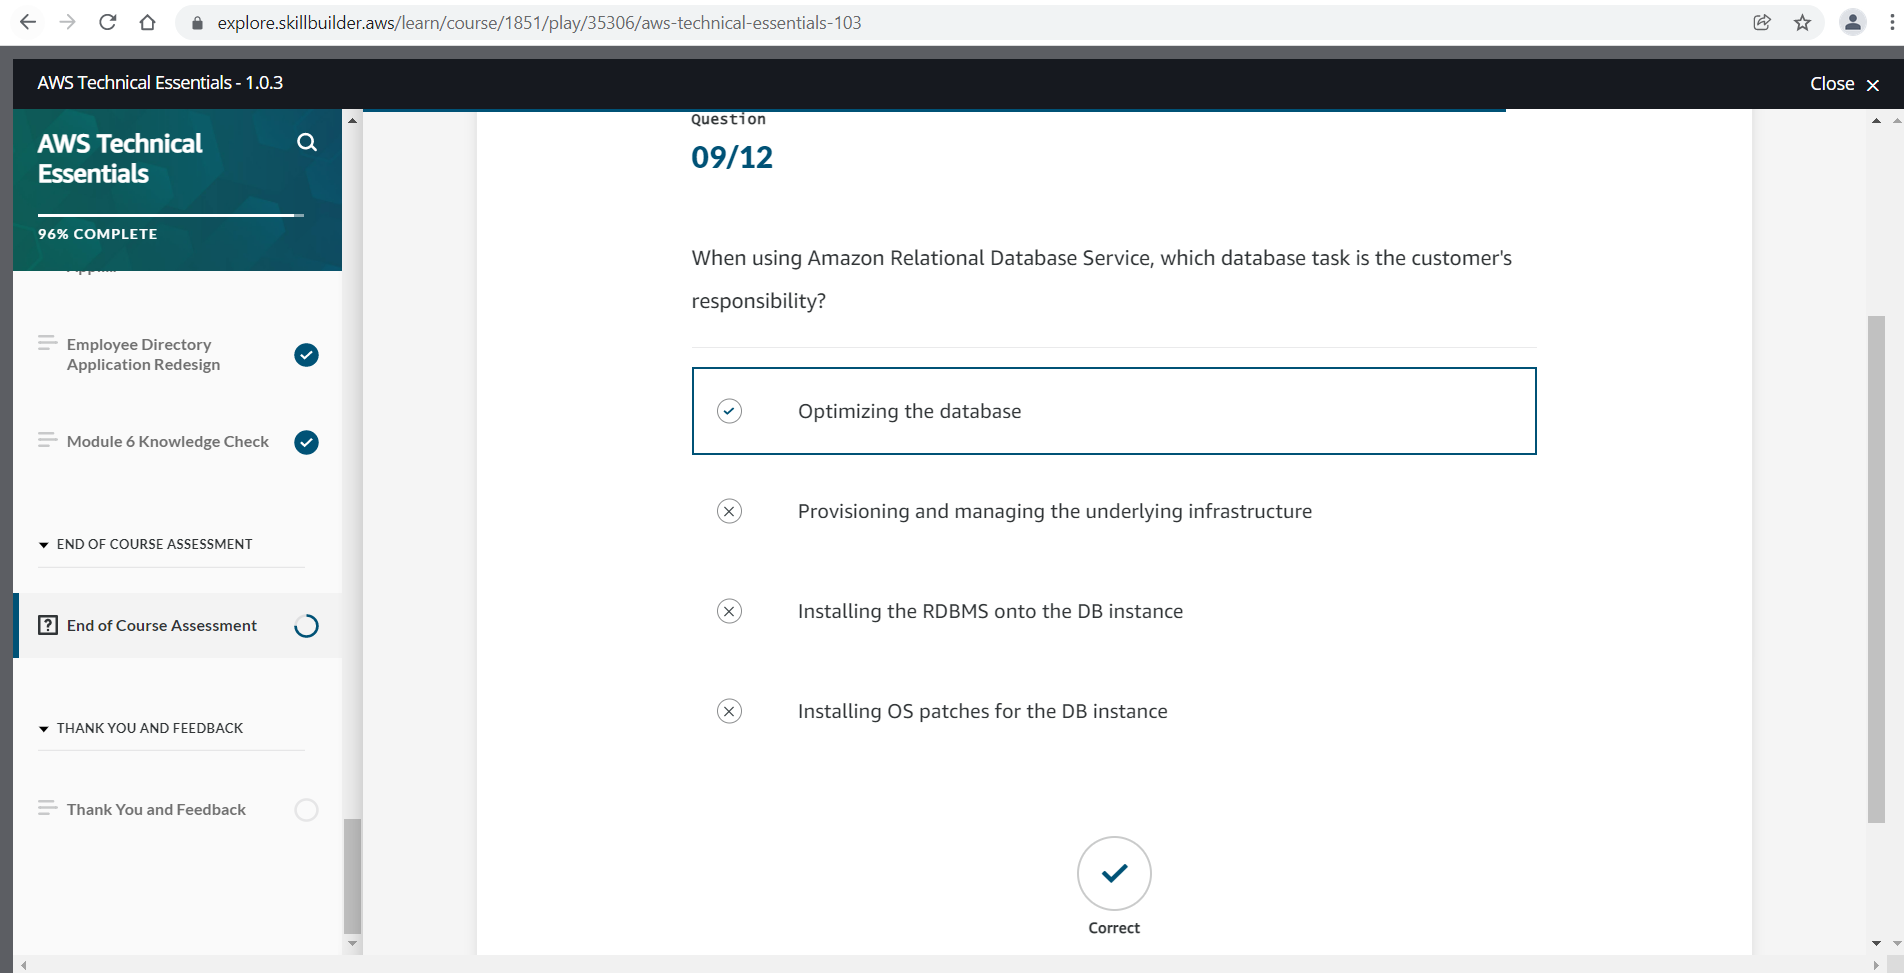 explore.skillbuilder.aws/learn/course/1851/play/35306/aws-technical-essentials-103
AWS Technical Essentials - 1.0.3
Close
AWS Technical
Essentials
96% COMPLETE
Employee Directory
Application Redesign
Module 6 Knowledge Check
END OF COURSE ASSESSMENT
End of Course Assessment
THANK YOU AND FEEDBACK
Thank You and Feedback
Question
09/12
When using Amazon Relational Database Service, which database task is the customer's
responsibility?
Optimizing the database
Provisioning and managing the underlying infrastructure
Installing the RDBMS onto the DB instance
Installing OS patches for the DB instance
Correct